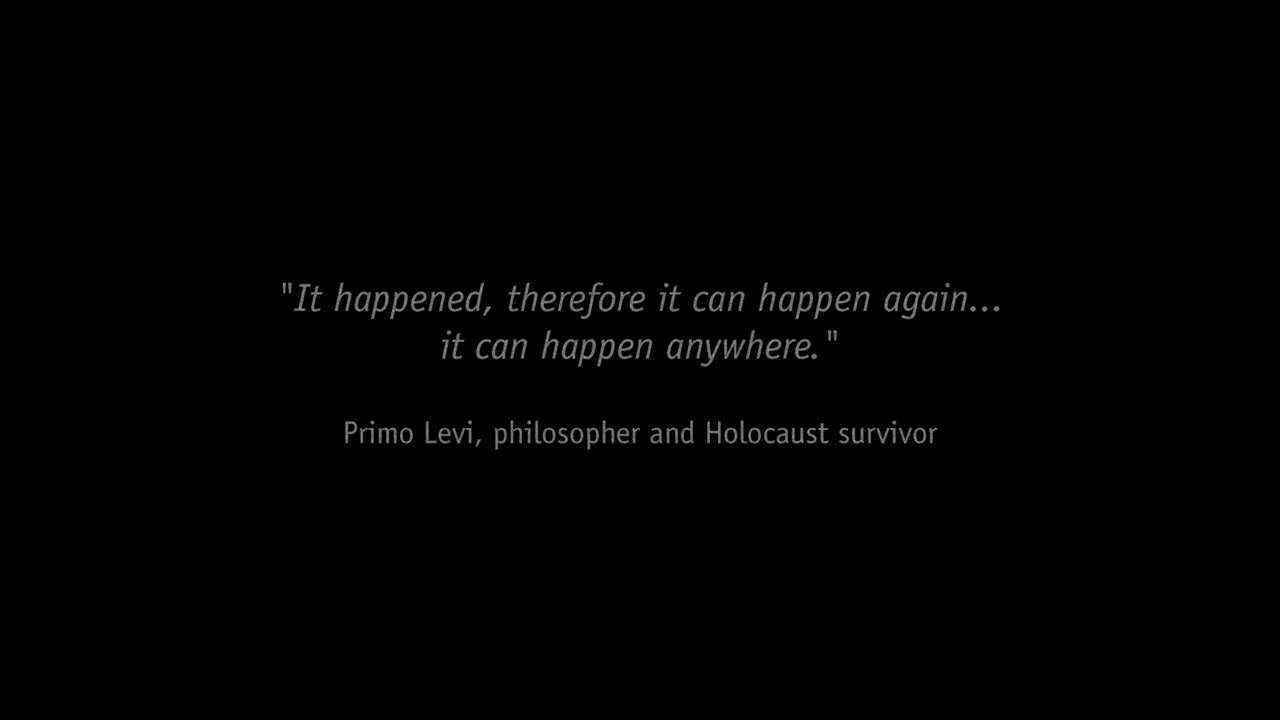 "It happened, therefore it can happen again...
it can happen anywhere."
Primo Levi, philosopher and Holocaust survivor